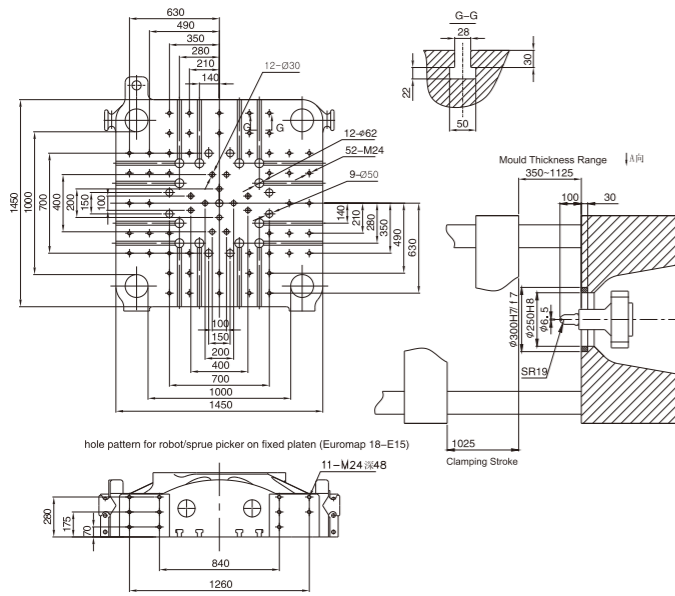 630
490
350
280
210
140
12-Ø30
G
G
12-ø62
52-M24
9-Ø50
1450
1000
700
400
200
150
100
140
210
280
350
490
630
100
150
200
400
700
1000
1450
G-G
28
30
22
50
Mould Thickness Range
A向
350~1125
100
30
ø300H7/17
ø250H8
ø6.5
SR19
1025
Clamping Stroke
hole pattern for robot/sprue picker on fixed platen (Euromap 18-E15)
11-M24深48
280
175
70
840
1260